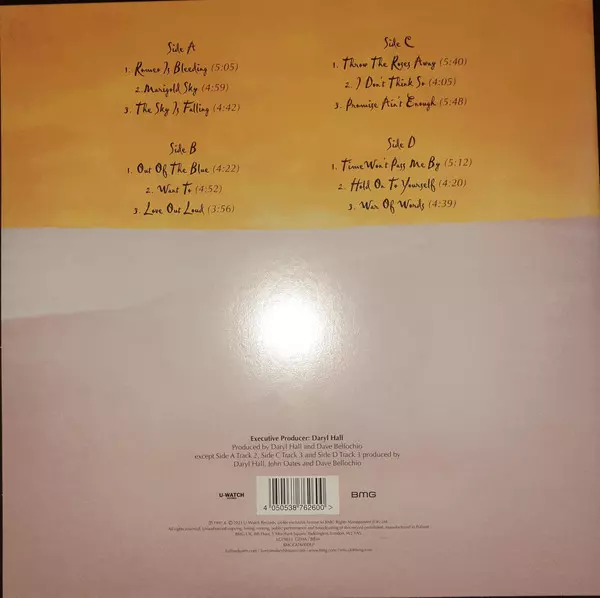 Side A
1. Romeo Is Bleeding (5:05)
2. Marigold Sky (4:59)
3. The Sky Is Falling (4:42)
Side B
1. Out Of The Blue (4:22)
2. Want To (4:52)
3. Love Out Loud (3:56)
Side C
1. Throw The Roses Away (5:40)
2. I Don't Think So (4:05)
3. Promise Ain't Enough (5:48)
Side D
1. Time Won't Pass Me By (5:12)
2. Hold On To Yourself (4:20)
3. War Of Words (4:39)
Executive Producer: Daryl Hall
Produced by Daryl Hall and Dave Bellochio
except Side A Track 2, Side C Track 3 and Side D Track 3 produced by
Daryl Hall, John Oates and Dave Bellochio
U-WATCH
4 050538 762600 >
BMG